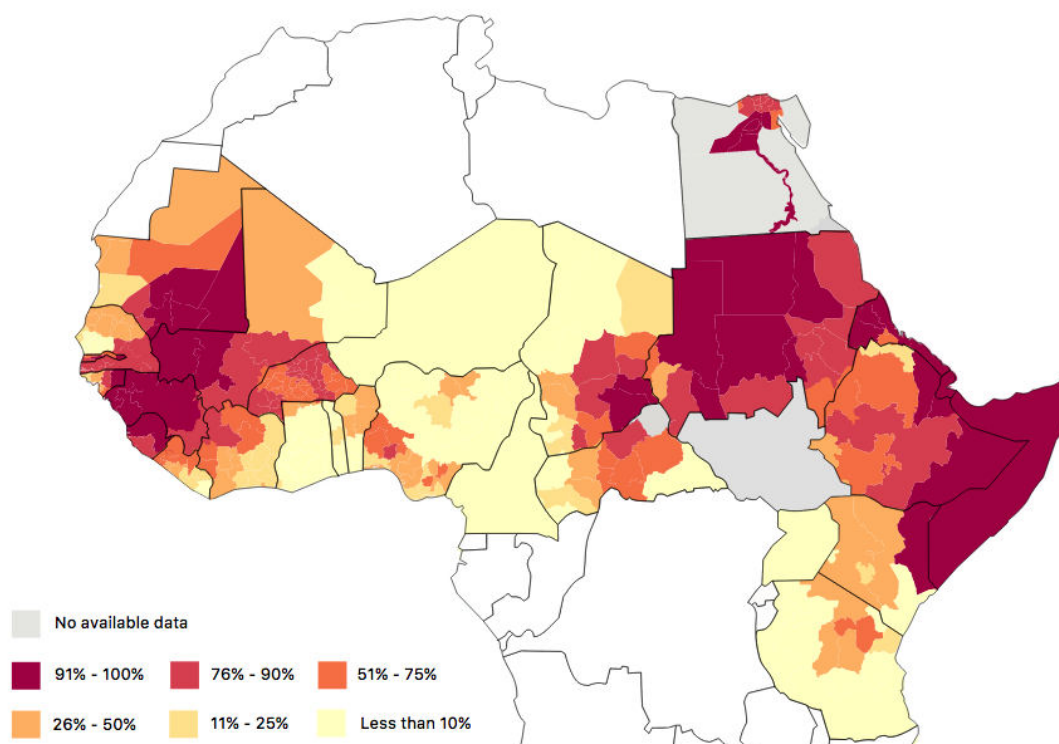 No available data
91% - 100%
76% - 90%
51% - 75%
26% - 50%
11% - 25%
Less than 10%